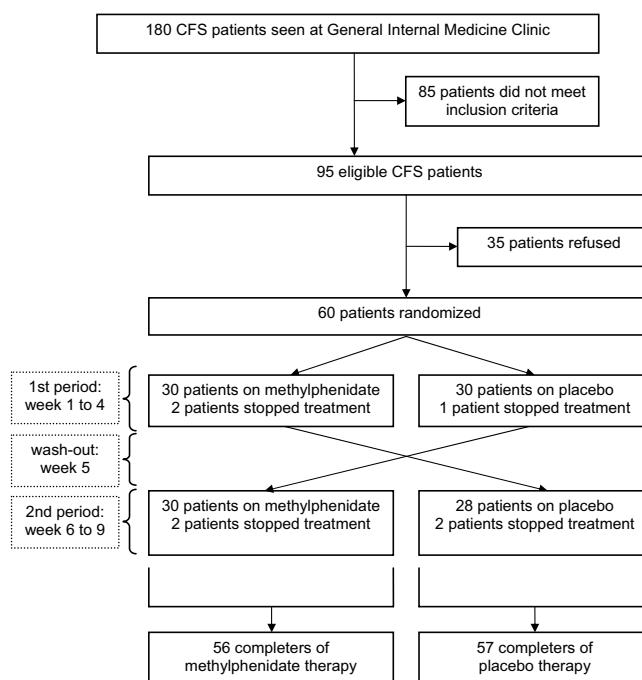 180 CFS patients seen at General Internal Medicine Clinic
85 patients did not meet
inclusion criteria
95 eligible CFS patients
35 patients refused
60 patients randomized
1st period:
week 1 to 4
30 patients on methylphenidate
2 patients stopped treatment
30 patients on placebo
1 patient stopped treatment
wash-out:
week 5
2nd period:
week 6 to 9
30 patients on methylphenidate
2 patients stopped treatment
28 patients on placebo
2 patients stopped treatment
56 completers of
methylphenidate therapy
57 completers of
placebo therapy